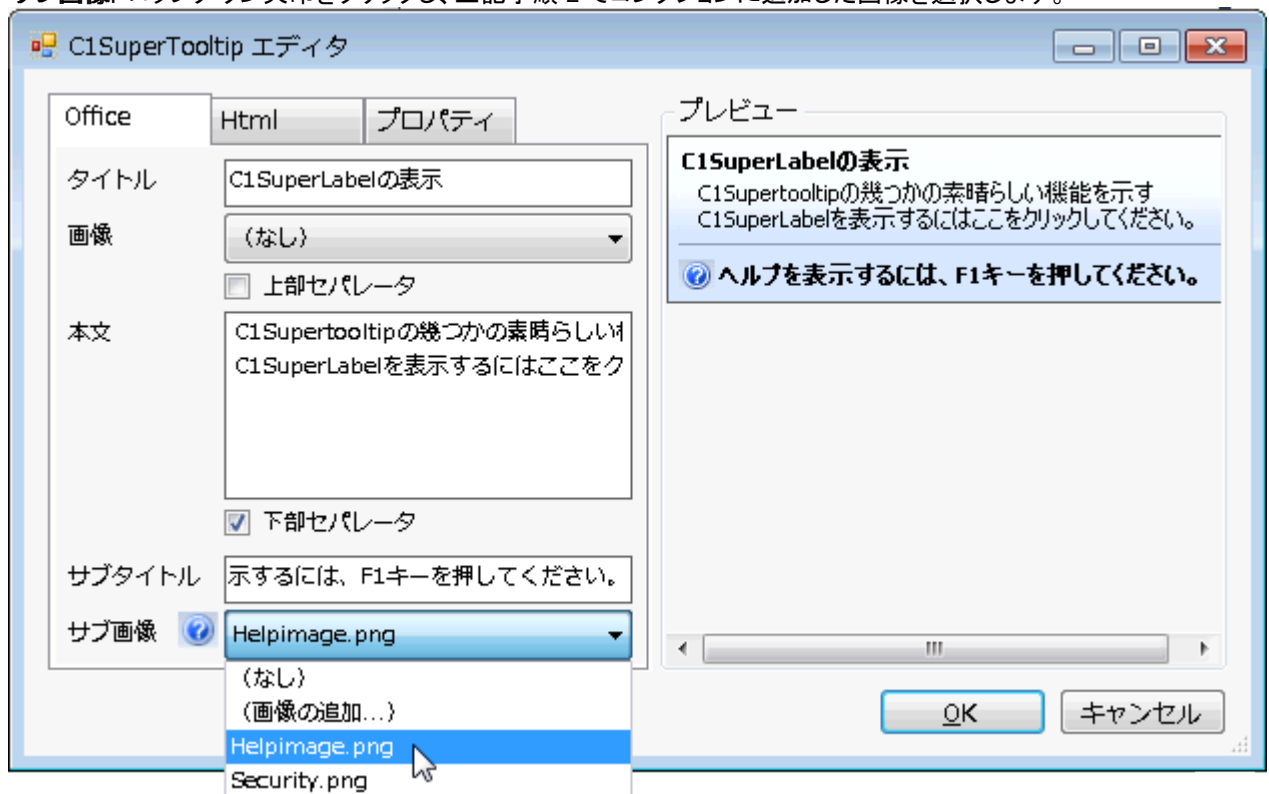 C1SuperTooltip エディタ
Office
Html
プロパティ
タイトル
C1SuperLabelの表示
画像
(なし)
上部セパレータ
本文
C1Supertooltipの幾つかの素晴らしい
C1SuperLabelを表示するにはここをク
下部セパレータ
サブタイトル
示するには、F1キーを押してください。
サブ画像
Helpimage.png
(なし)
(画像の追加...)
Helpimage.png
Security.png
プレビュー
C1SuperLabelの表示
C1Supertooltipの幾つかの素晴らしい機能を示す
C1SuperLabelを表示するにはここをクリックしてください。
ヘルプを表示するには、F1キーを押してください。
OK
キャンセル